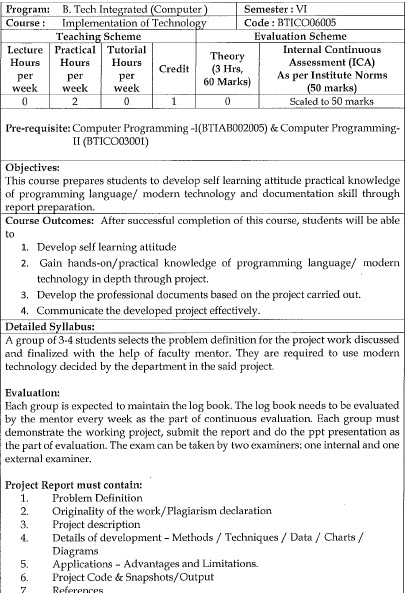 Program: B. Tech Integrated (Computer ) Semester : VI
Course : Implementation of Technology Code : BTICO06005
Teaching Scheme Evaluation Scheme
Lecture Hours per week Practical Hours per week Tutorial Hours per week Credit Theory (3 Hrs, 60 Marks) Internal Continuous Assessment (ICA) As per Institute Norms (50 marks)
0 2 0 1 0 Scaled to 50 marks
Pre-requisite: Computer Programming -I(BTIAB002005) & Computer Programming-
II (BTICO03001)
Objectives:
This course prepares students to develop self learning attitude practical knowledge
of programming language/ modern technology and documentation skill through
report preparation.
Course Outcomes: After successful completion of this course, students will be able
to
1. Develop self learning attitude
2. Gain hands-on/practical knowledge of programming language/ modern
technology in depth through project.
3. Develop the professional documents based on the project carried out.
4. Communicate the developed project effectively.
Detailed Syllabus:
A group of 3-4 students selects the problem definition for the project work discussed
and finalized with the help of faculty mentor. They are required to use modern
technology decided by the department in the said project.
Evaluation:
Each group is expected to maintain the log book. The log book needs to be evaluated
by the mentor every week as the part of continuous evaluation. Each group must
demonstrate the working project, submit the report and do the ppt presentation as
the part of evaluation. The exam can be taken by two examiners: one internal and one
external examiner.
Project Report must contain:
1. Problem Definition
2. Originality of the work/Plagiarism declaration
3. Project description
4. Details of development – Methods / Techniques / Data / Charts /
Diagrams
5. Applications – Advantages and Limitations.
6. Project Code & Snapshots/Output
7. References